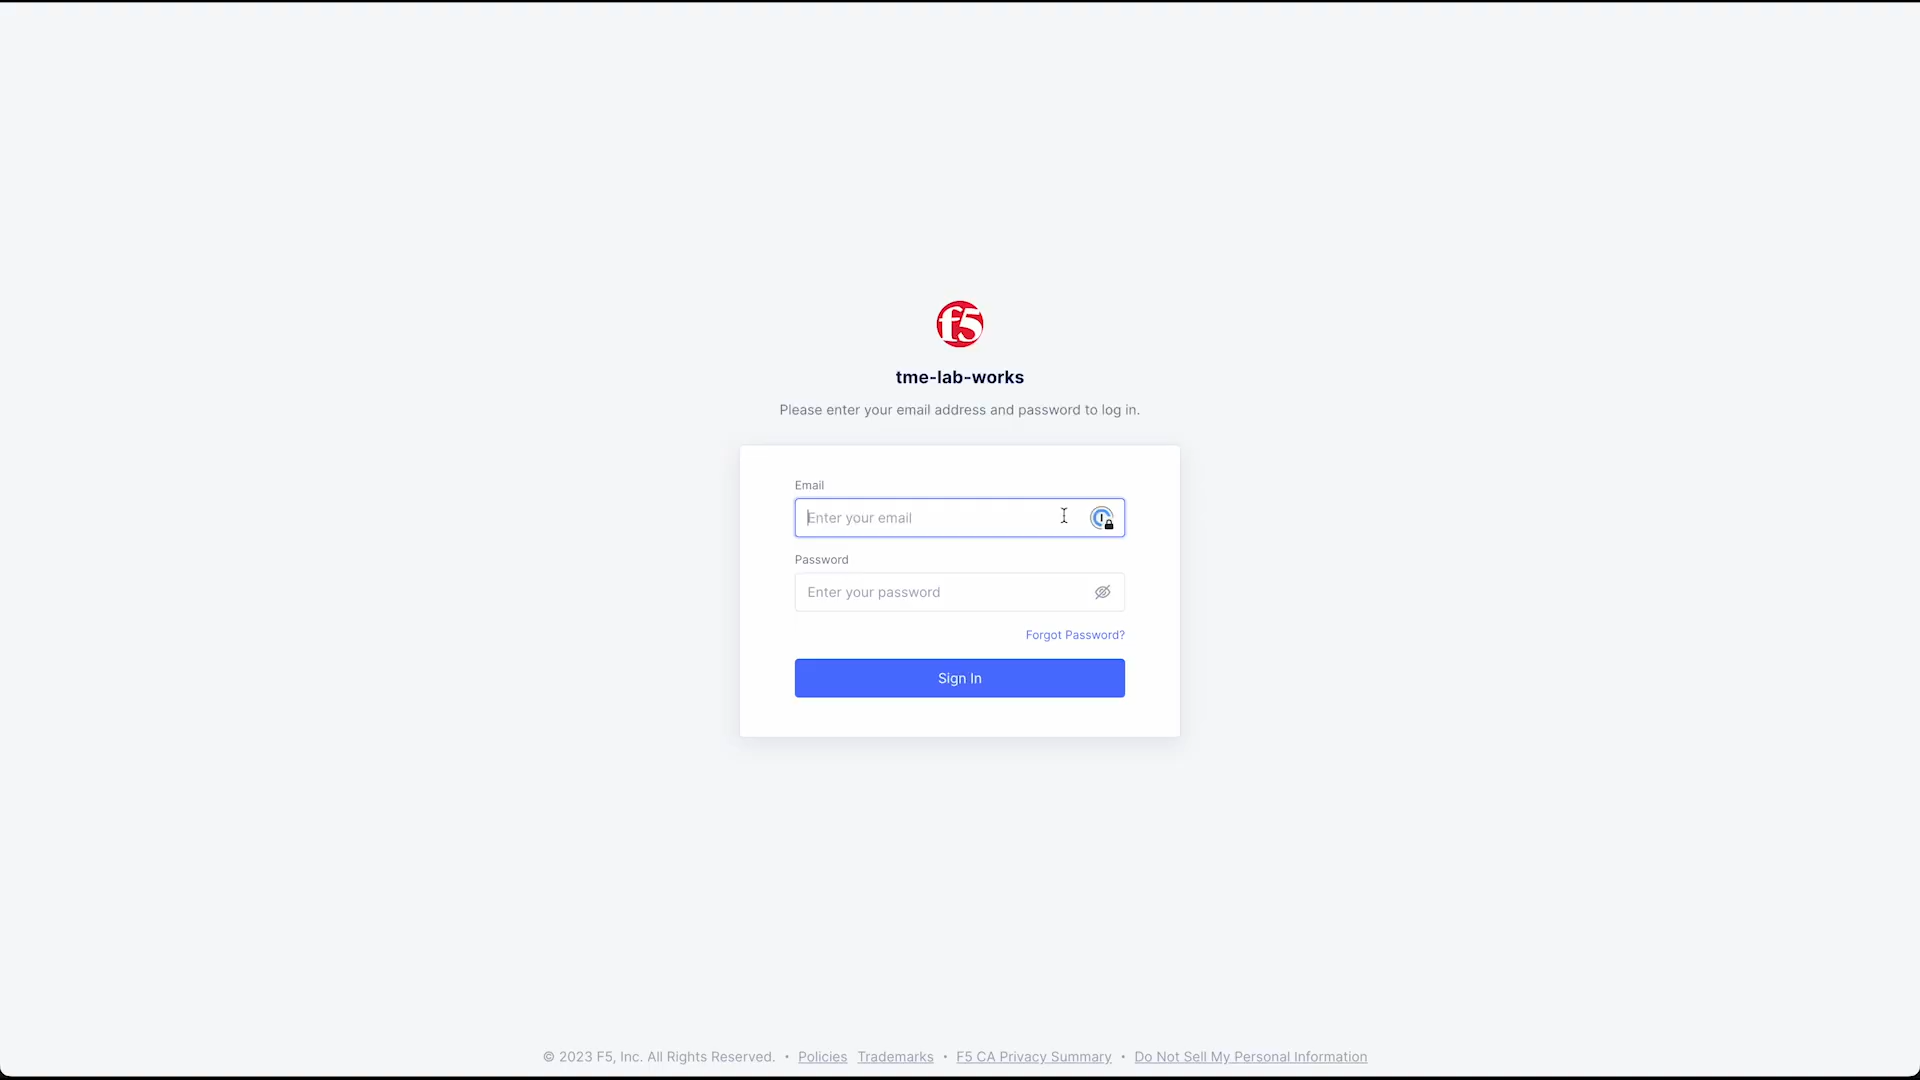 f5
tme-lab-works
Please enter your email address and password to log in.
Email
Enter your email
Password
Enter your password
Forgot Password?
Sign In
© 2023 F5, Inc. All Rights Reserved. • Policies Trademarks • F5 CA Privacy Summary • Do Not Sell My Personal Information